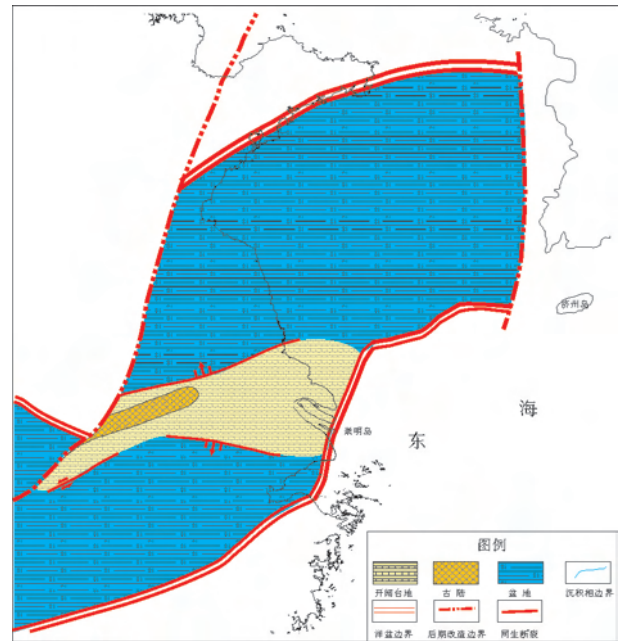 济州岛
海
崇明岛
东
图例
开阔台地 古陆 盆地 沉积相边界
洋盆边界 后期改造边界 同生断裂